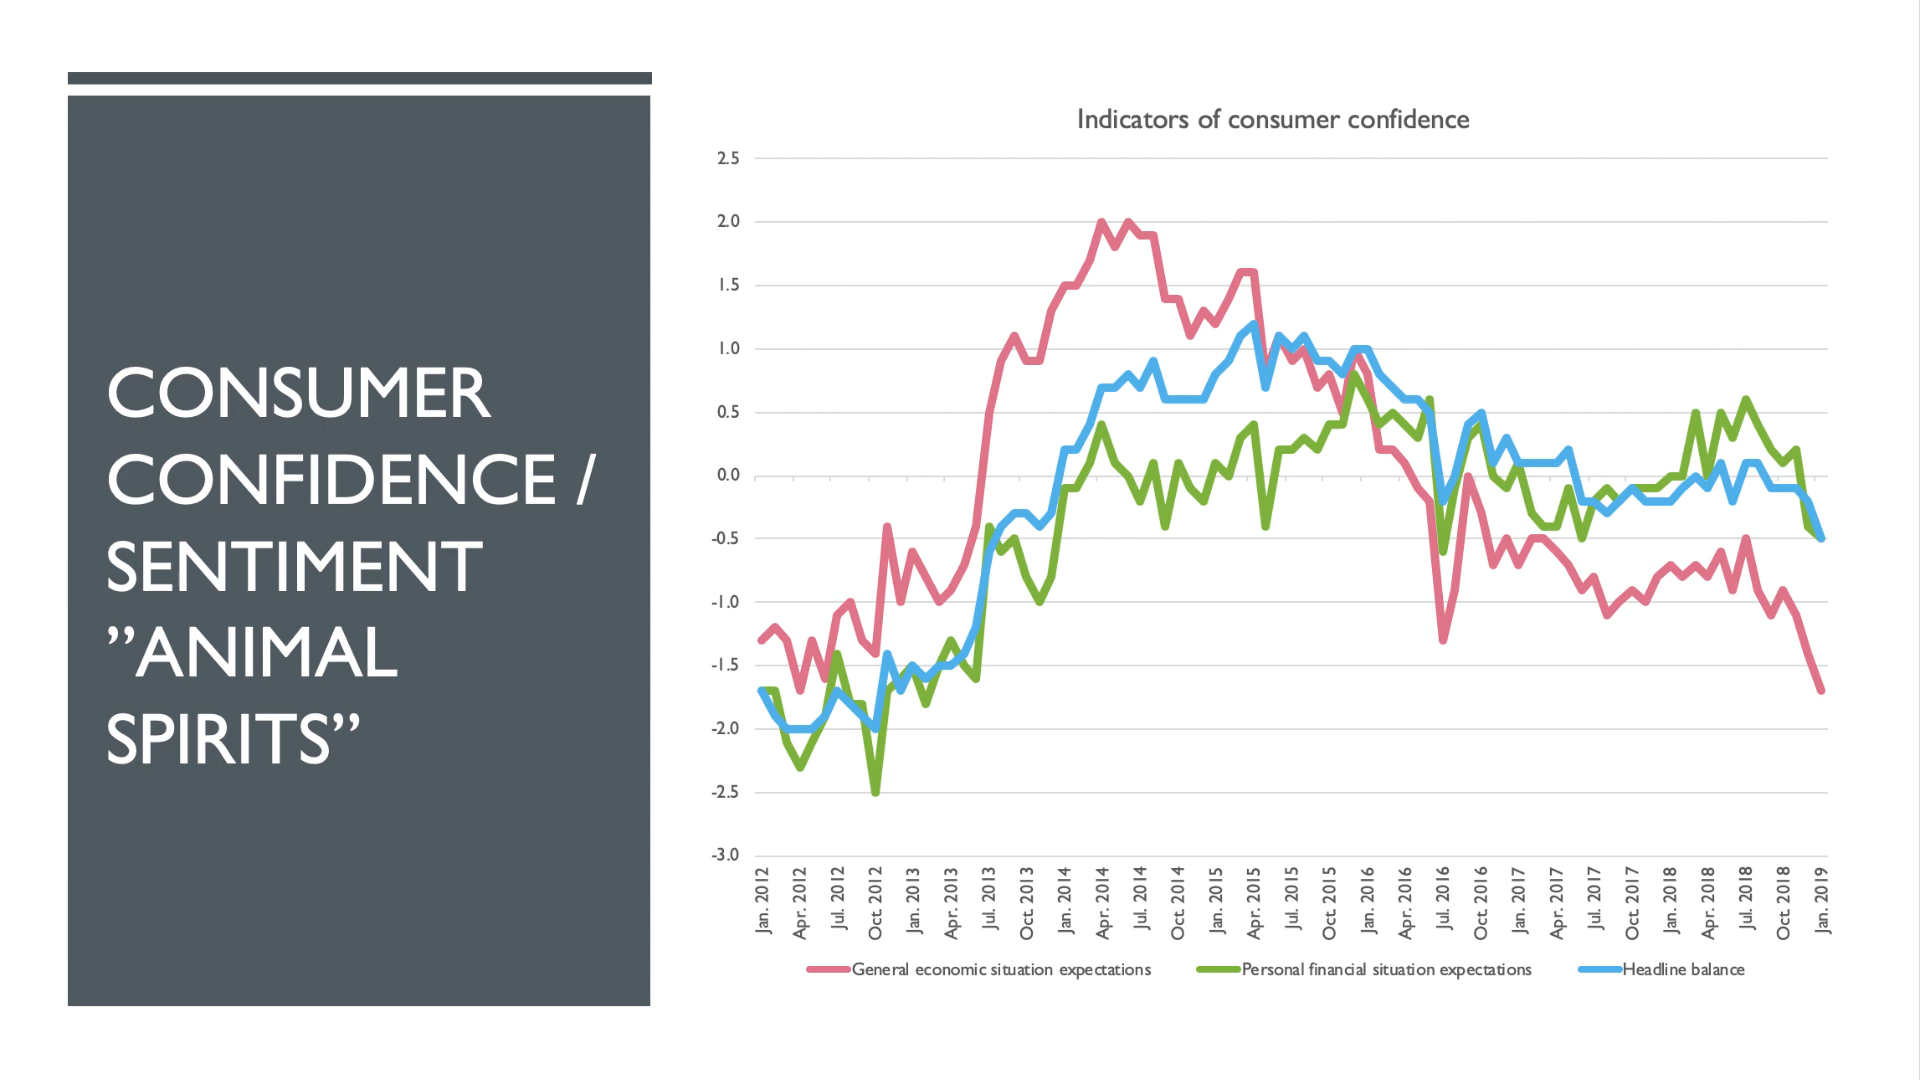 CONSUMER
CONFIDENCE /
SENTIMENT
”ANIMAL
SPIRITS”
Indicators of consumer confidence
2.5
2.0
1.5
1.0
0.5
0.0
-0.5
-1.0
-1.5
-2.0
-2.5
-3.0
Jan. 2012
Apr. 2012
Jul. 2012
Oct. 2012
Jan. 2013
Apr. 2013
Jul. 2013
Oct. 2013
Jan. 2014
Apr. 2014
Jul. 2014
Oct. 2014
Jan. 2015
Apr. 2015
Jul. 2015
Oct. 2015
Jan. 2016
Apr. 2016
Jul. 2016
Oct. 2016
Jan. 2017
Apr. 2017
Jul. 2017
Oct. 2017
Jan. 2018
Apr. 2018
Jul. 2018
Oct. 2018
Jan. 2019
General economic situation expectations
Personal financial situation expectations
Headline balance